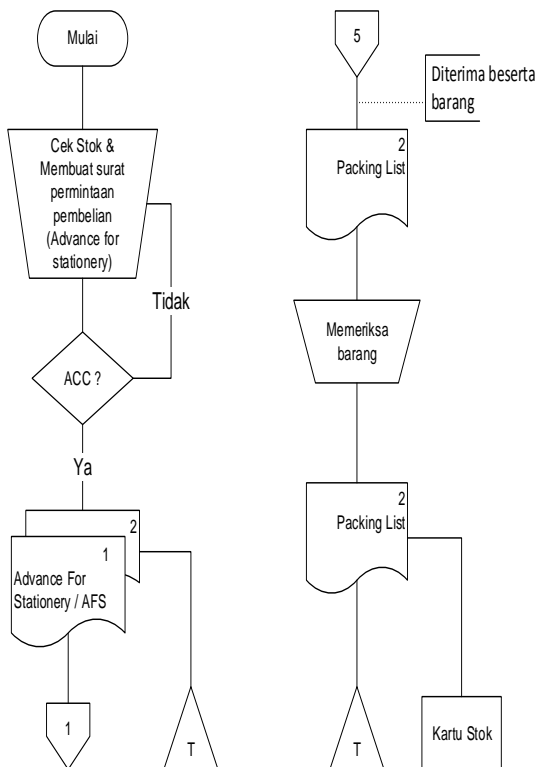 Mulai
Cek Stok &
Membuat surat
permintaan
pembelian
(Advance for
stationery)
Tidak
ACC ?
Ya
2
1
Advance For
Stationery / AFS
1
T
5
Diterima beserta
barang
2
Packing List
Memeriksa
barang
2
Packing List
T
Kartu Stok